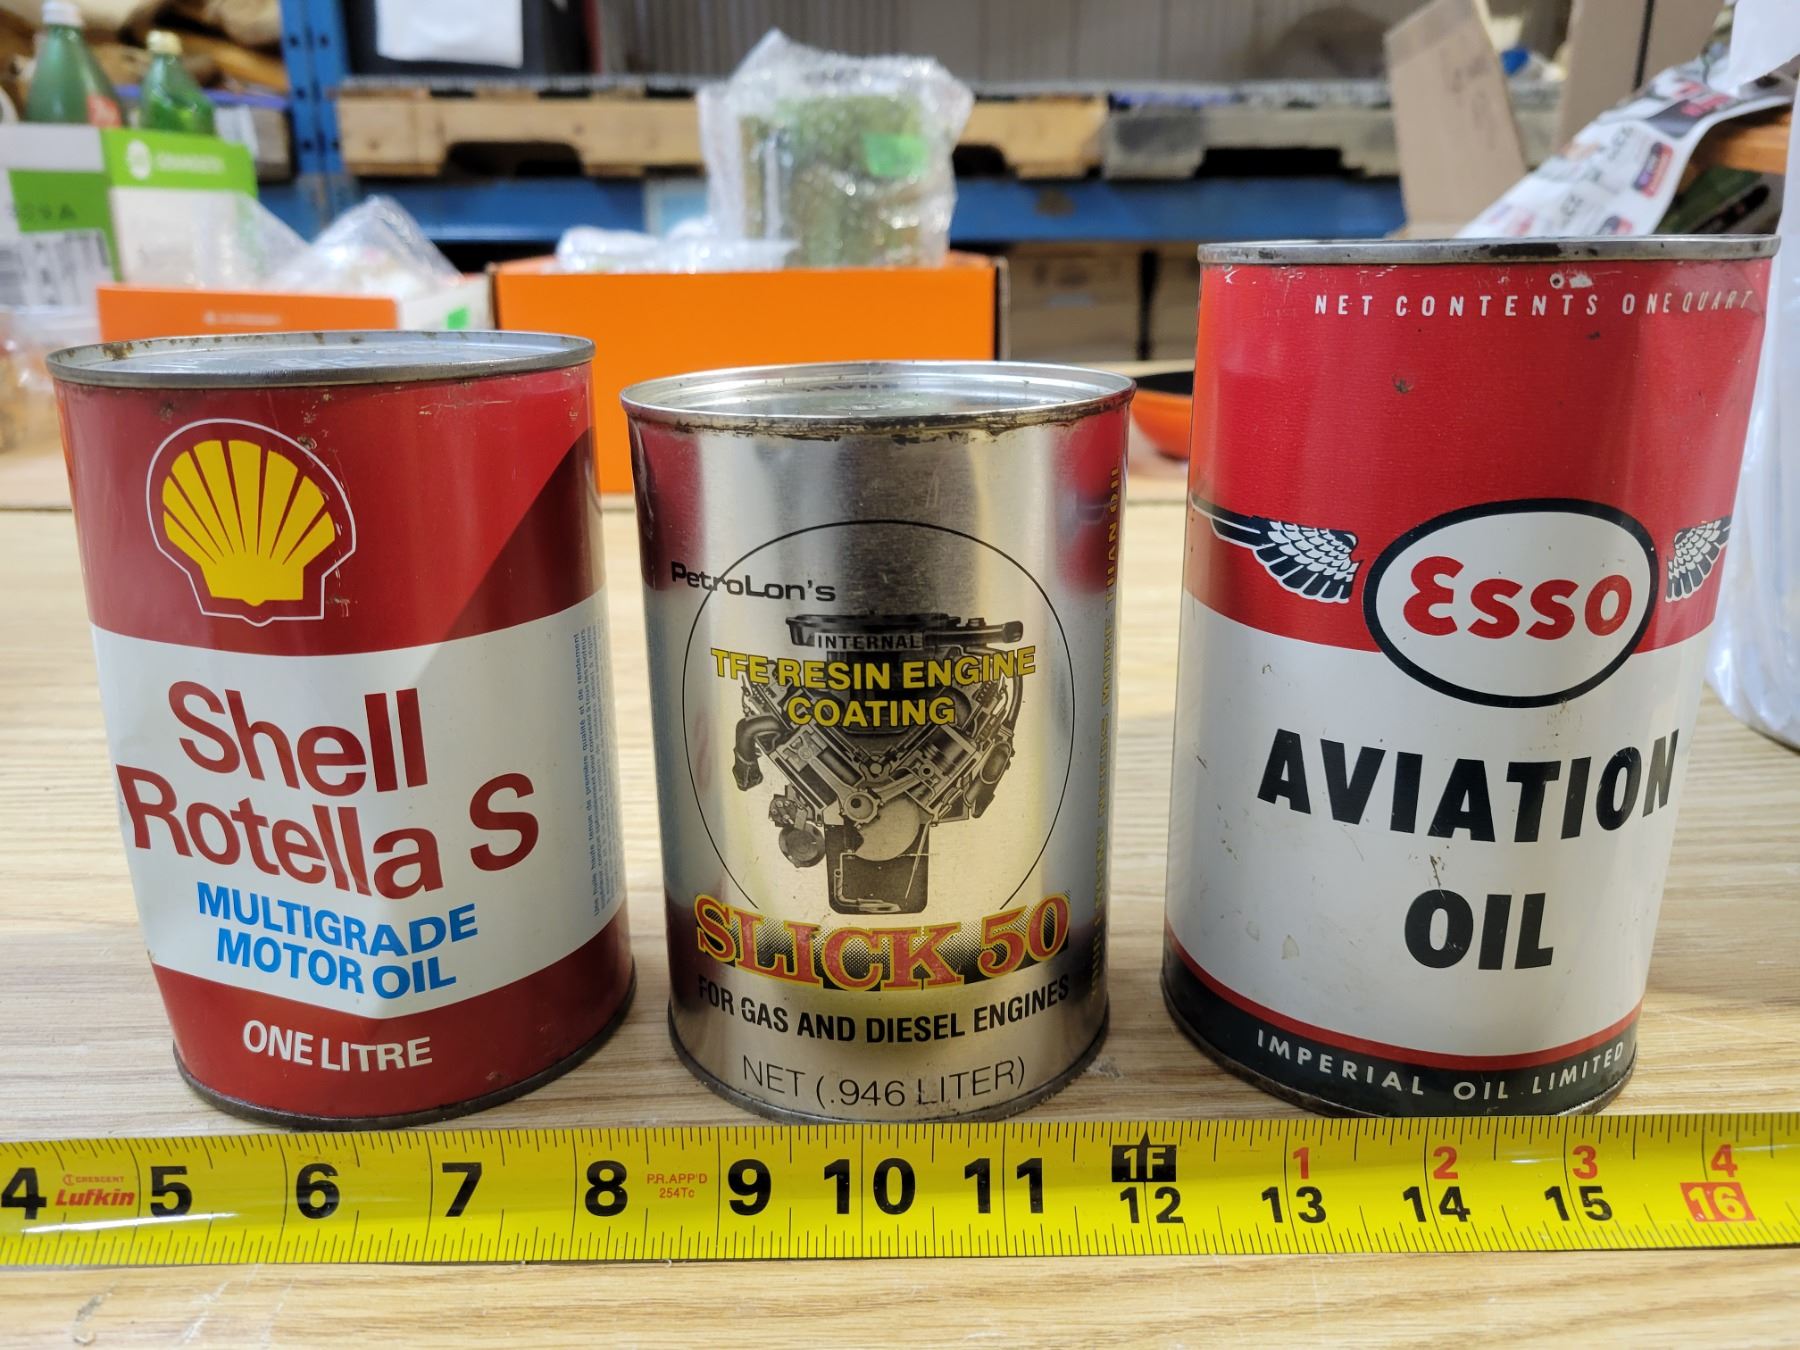 Shell
Rotella S
MULTIGRADE
MOTOR OIL
ONE LITRE
PetroLon's
INTERNAL
TFE RESIN ENGINE
COATING
SLICK 50
FOR GAS AND DIESEL ENGINES
NET (.946 LITER)
NET CONTENTS ONE QUART
Esso
AVIATION
OIL
IMPERIAL OIL LIMITED
CRESCENT
Lufkin
P.R. APP'D
254Tc
1F 1 2 3 4
4 5 6 7 8 9 10 11 12 13 14 15 16